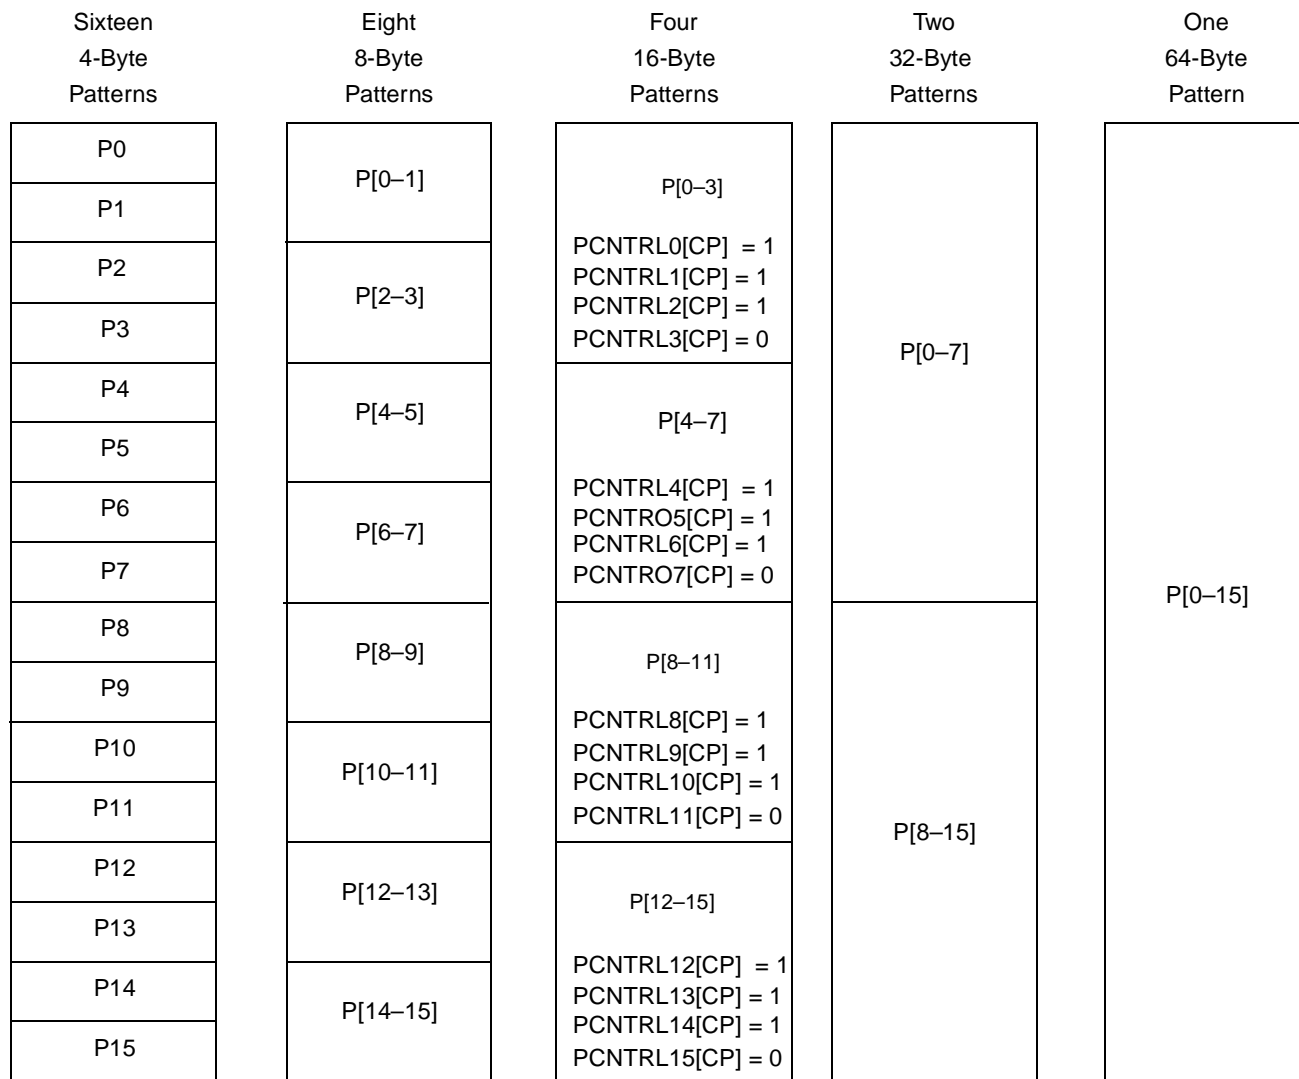 Sixteen
4-Byte
Patterns
P0
P1
P2
P3
P4
P5
P6
P7
P8
P9
P10
P11
P12
P13
P14
P15
Eight
8-Byte
Patterns
P[0–1]
P[2–3]
P[4–5]
P[6–7]
P[8–9]
P[10–11]
P[12–13]
P[14–15]
Four
16-Byte
Patterns
P[0–3]
PCNTRL0[CP] = 1
PCNTRL1[CP] = 1
PCNTRL2[CP] = 1
PCNTRL3[CP] = 0
P[4–7]
PCNTRL4[CP] = 1
PCNTRO5[CP] = 1
PCNTRL6[CP] = 1
PCNTRO7[CP] = 0
P[8–11]
PCNTRL8[CP] = 1
PCNTRL9[CP] = 1
PCNTRL10[CP] = 1
PCNTRL11[CP] = 0
P[12–15]
PCNTRL12[CP] = 1
PCNTRL13[CP] = 1
PCNTRL14[CP] = 1
PCNTRL15[CP] = 0
Two
32-Byte
Patterns
P[0–7]
P[8–15]
One
64-Byte
Pattern
P[0–15]